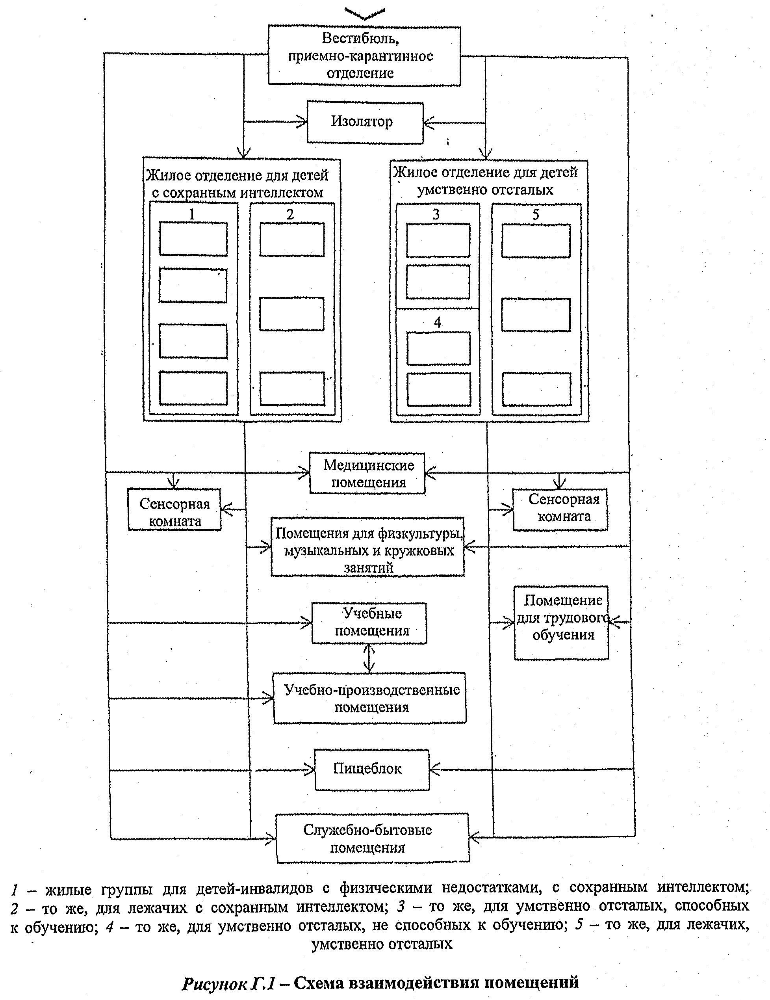 Вестибюль,
приемно-карантинное
отделение
Изолятор
Жилое отделение для детей
с сохранным интеллектом
1
2
Жилое отделение для детей
умственно отсталых
3
5
4
Медицинские
помещения
Сенсорная
комната
Сенсорная
комната
Помещения для физкультуры,
музыкальных и кружковых
занятий
Учебные
помещения
Помещение
для трудового
обучения
Учебно-производственные
помещения
Пищеблок
Служебно-бытовые
помещения
1 – жилые группы для детей-инвалидов с физическими недостатками, с сохранным интеллектом;
2 – то же, для лежачих с сохранным интеллектом; 3 – то же, для умственно отсталых, способных
к обучению; 4 – то же, для умственно отсталых, не способных к обучению; 5 – то же, для лежачих,
умственно отсталых
Рисунок Г.1 – Схема взаимодействия помещений